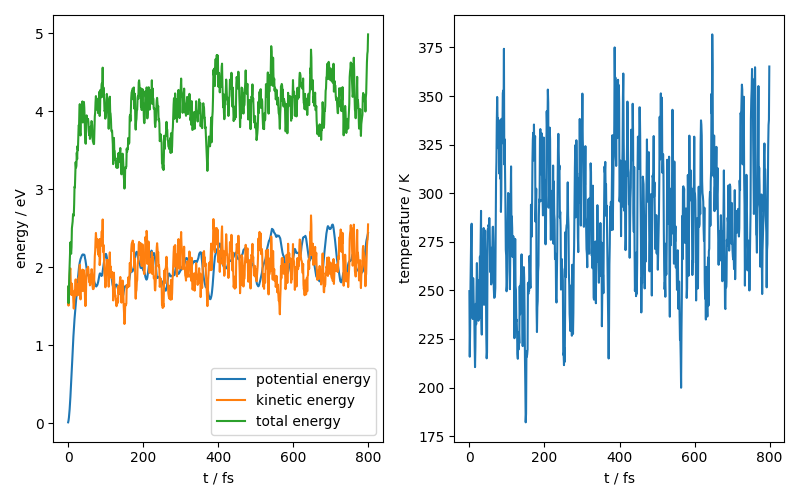 energy / eV
5
4
3
2
1
0
0 200 400 600 800
t / fs
potential energy
kinetic energy
total energy
temperature / K
375
350
325
300
275
250
225
200
175
0 200 400 600 800
t / fs